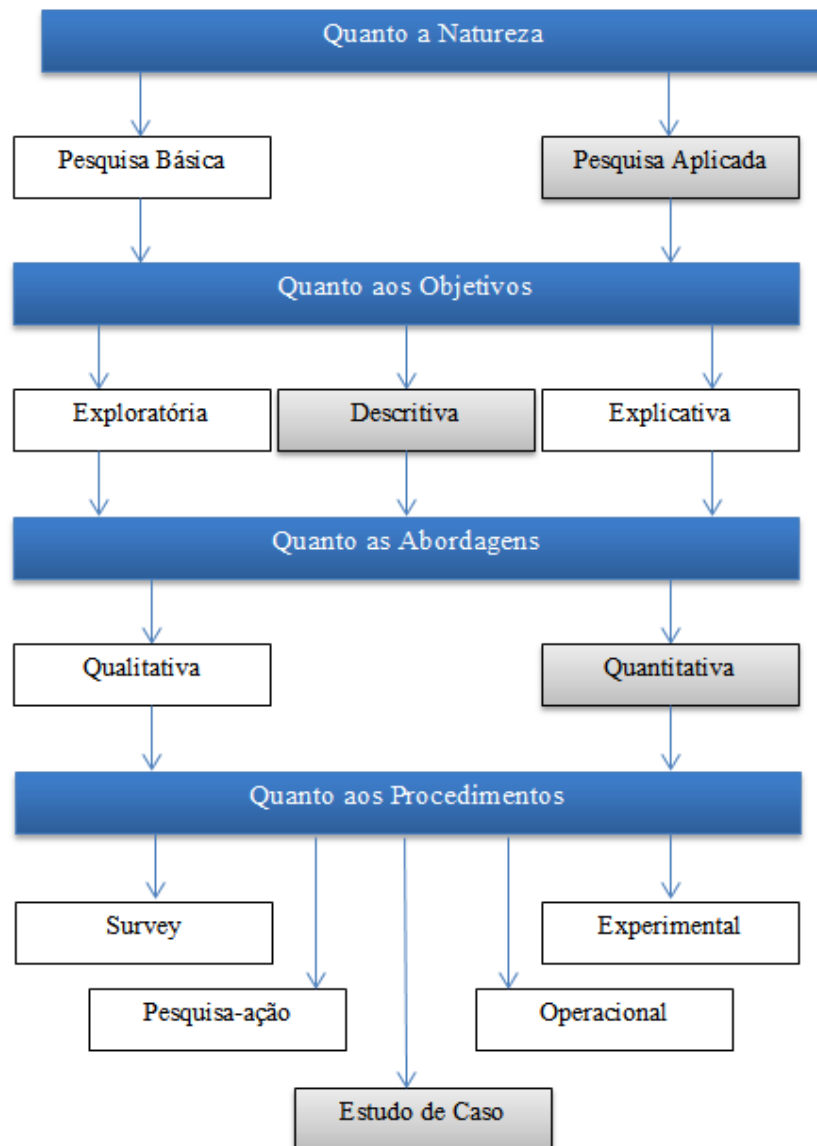 Quanto a Natureza
Pesquisa Básica
Pesquisa Aplicada
Quanto aos Objetivos
Exploratória
Descritiva
Explicativa
Quanto as Abordagens
Qualitativa
Quantitativa
Quanto aos Procedimentos
Survey
Experimental
Pesquisa-ação
Operacional
Estudo de Caso